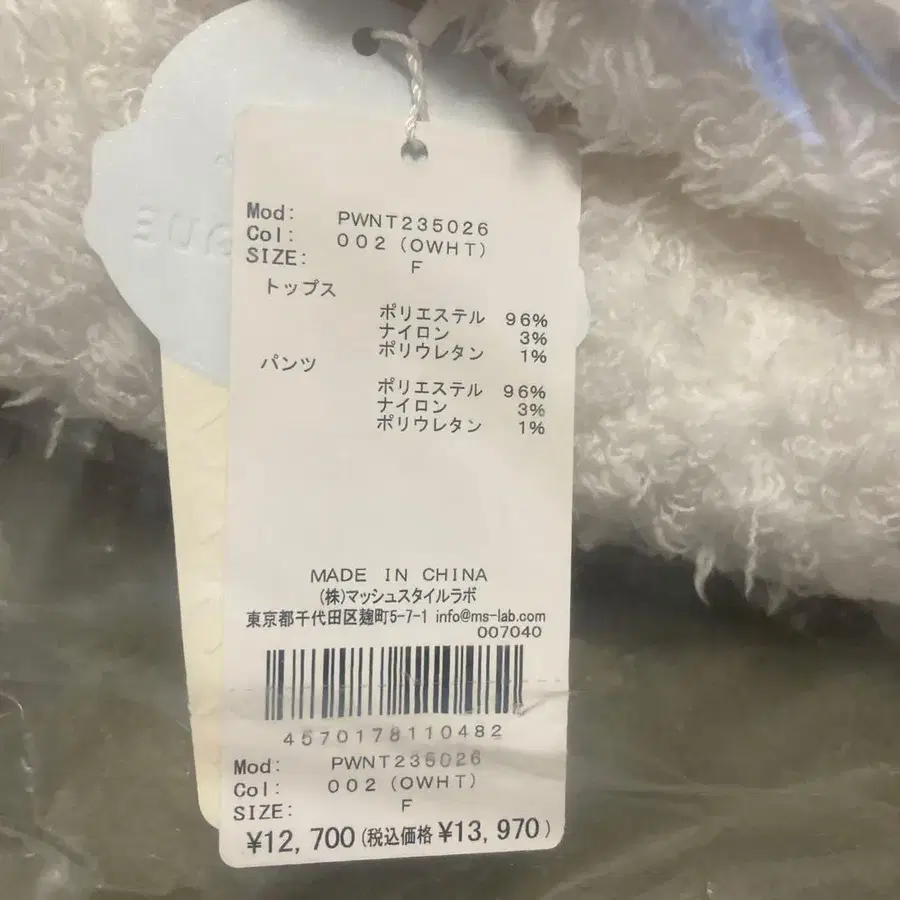 Mod: PWNT235026
Col: 002 (OWHT)
SIZE: F
トップス
ポリエステル 96%
ナイロン 3%
ポリウレタン 1%
パンツ
ポリエステル 96%
ナイロン 3%
ポリウレタン 1%
MADE IN CHINA
(株)マッシュスタイルラボ
東京都千代田区麹町5-7-1 info@ms-lab.com
007040
4570178110482
Mod: PWNT235026
Col: 002 (OWHT)
SIZE: F
¥12,700 (税込価格 ¥13,970)